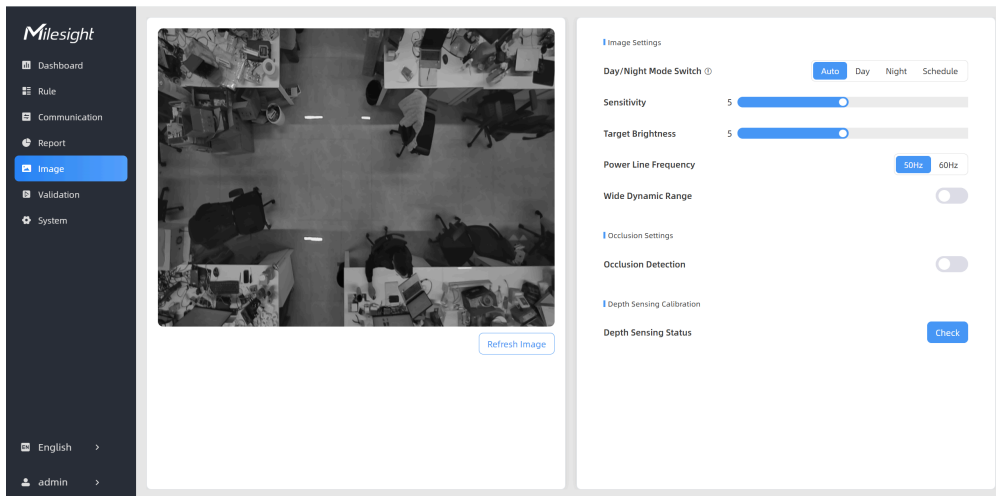 Milesight
Dashboard
Rule
Communication
Report
Image
Validation
System
EN English >
admin >
Refresh Image
Image Settings
Day/Night Mode Switch Auto Day Night Schedule
Sensitivity 5
Target Brightness 5
Power Line Frequency 50Hz 60Hz
Wide Dynamic Range
Occlusion Settings
Occlusion Detection
Depth Sensing Calibration
Depth Sensing Status Check